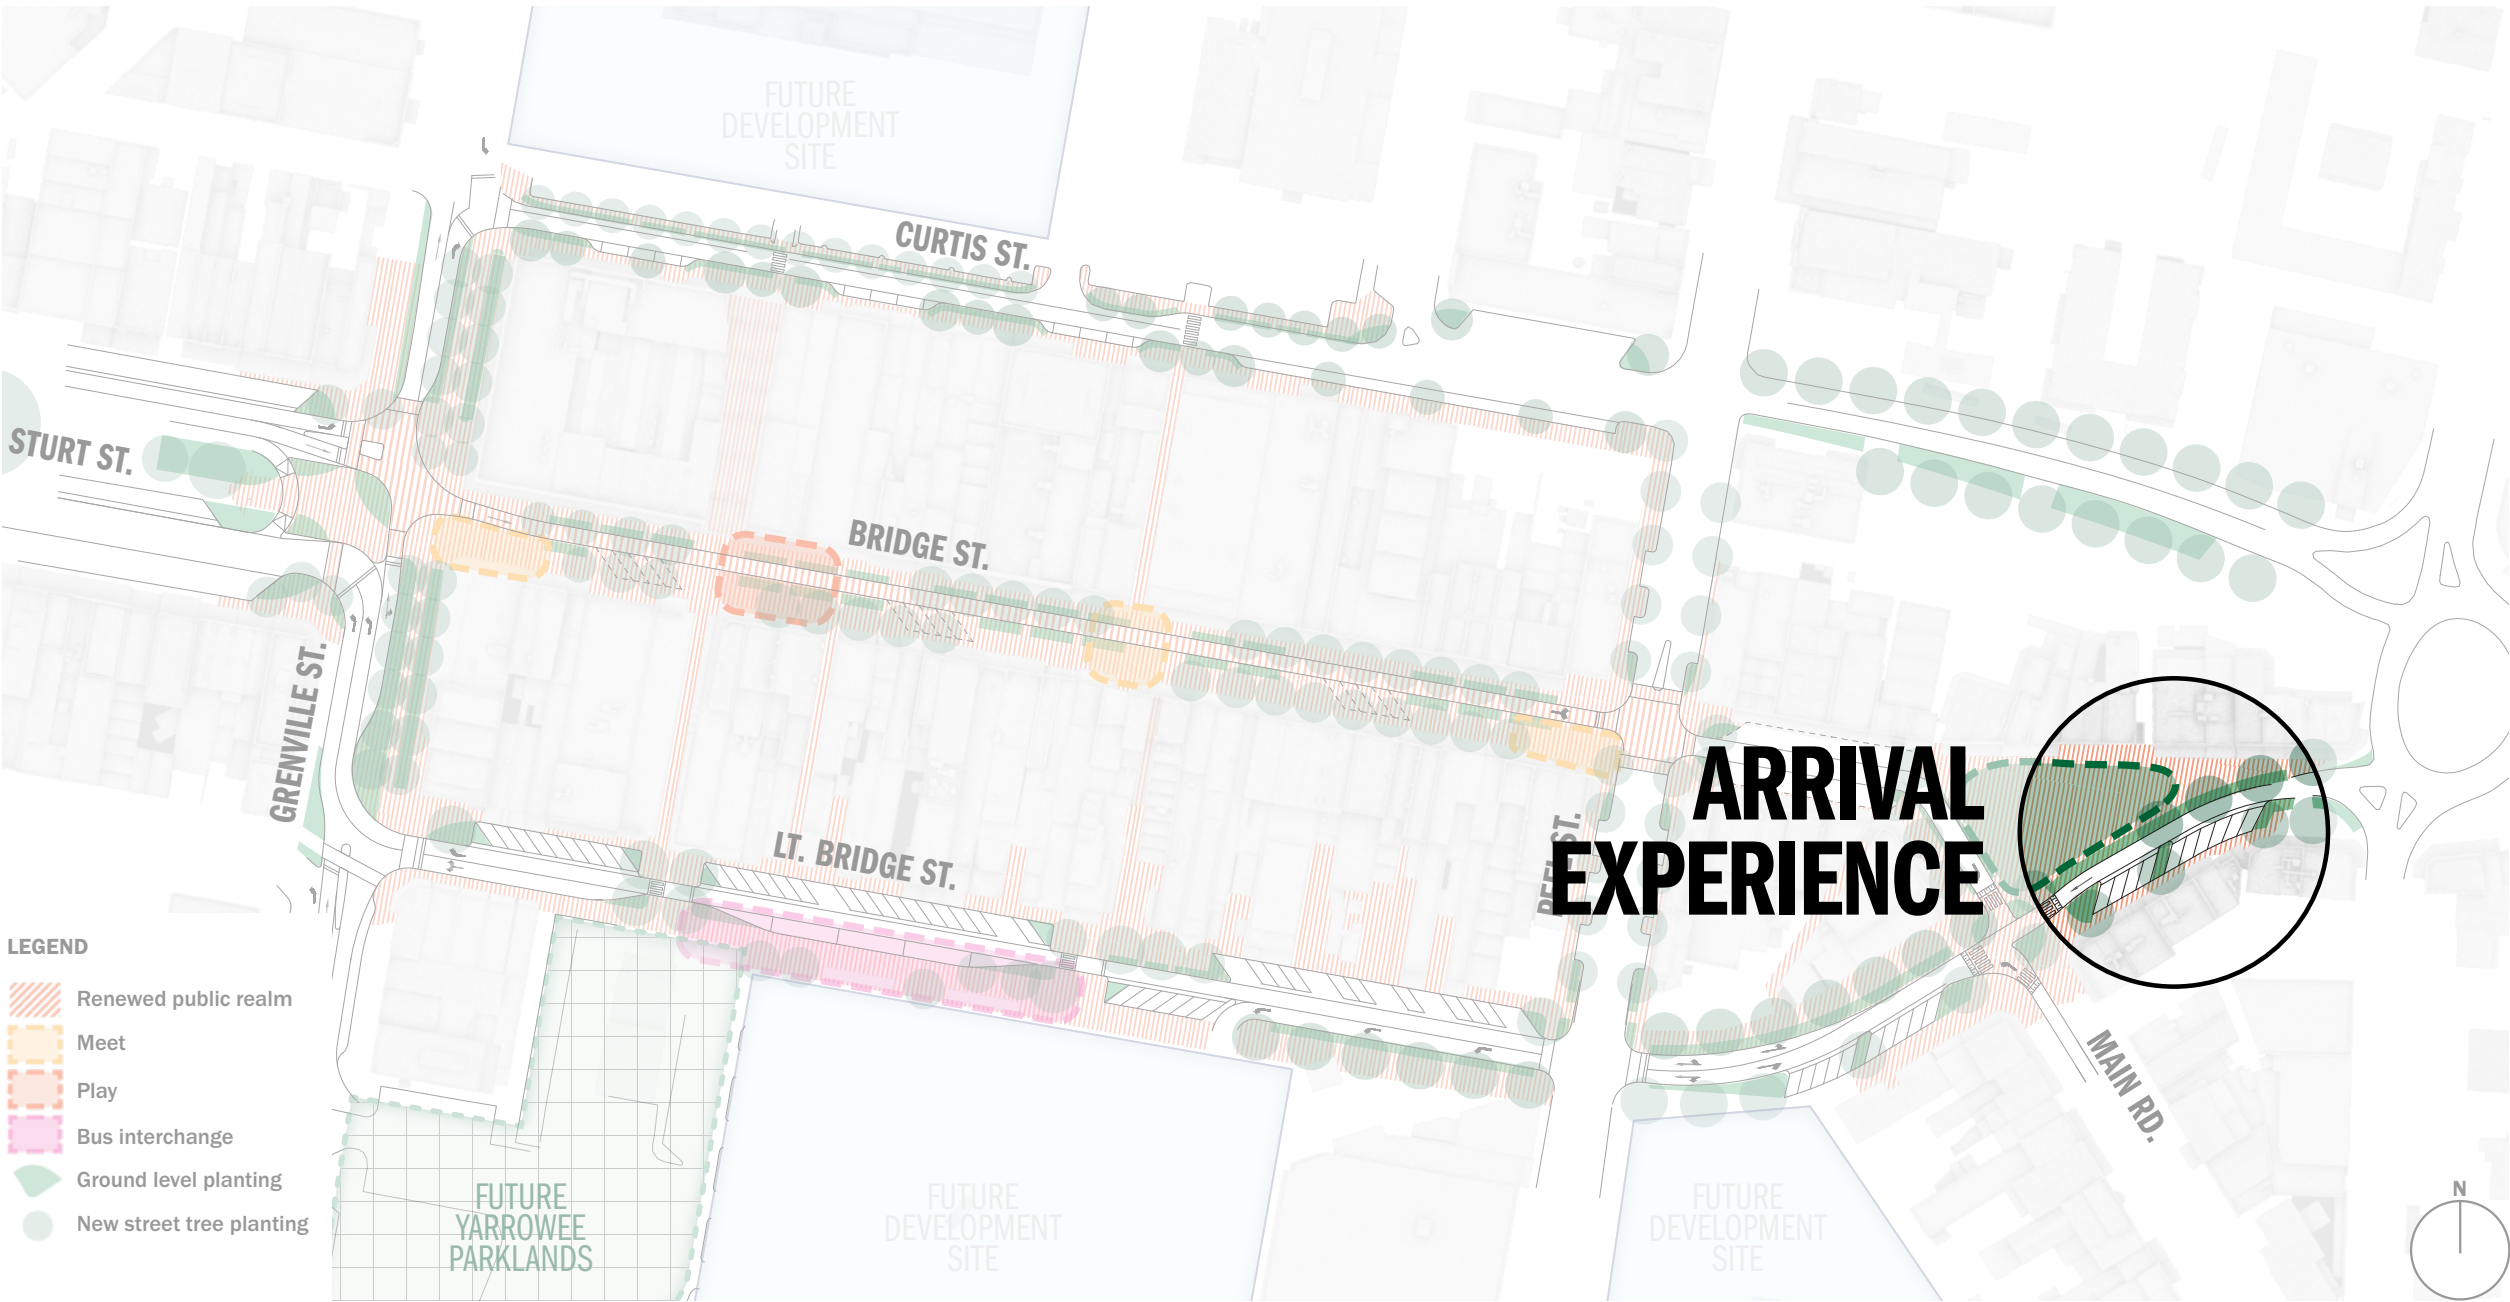 FUTURE
DEVELOPMENT
SITE
CURTIS ST.
STURT ST.
BRIDGE ST.
GRENVILLE ST.
ARRIVAL
EXPERIENCE
PEEL ST.
LT. BRIDGE ST.
MAIN RD.
LEGEND
Renewed public realm
Meet
Play
Bus interchange
Ground level planting
New street tree planting
FUTURE
YARROWEE
PARKLANDS
FUTURE
DEVELOPMENT
SITE
FUTURE
DEVELOPMENT
SITE
N